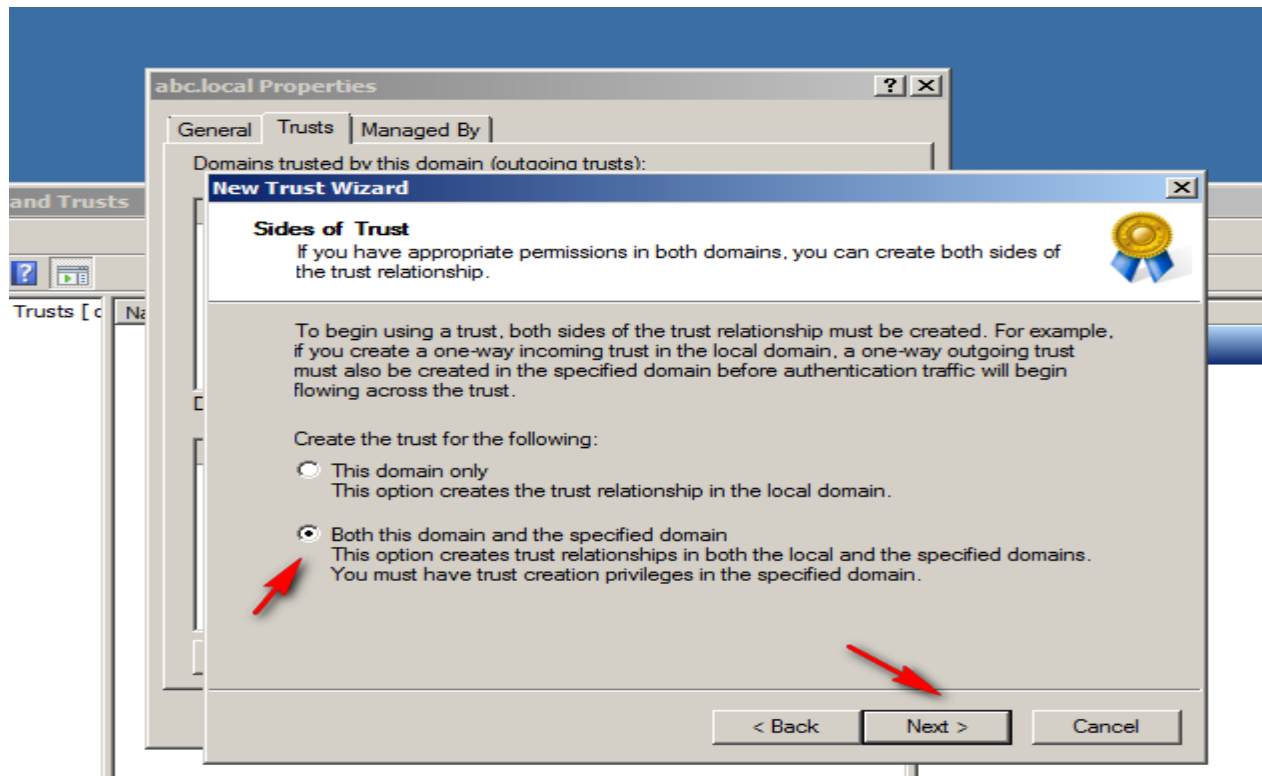 abc.local Properties
General Trusts Managed By
Domains trusted by this domain (outgoing trusts):
New Trust Wizard
and Trusts
Sides of Trust
If you have appropriate permissions in both domains, you can create both sides of
the trust relationship.
Trusts [
To begin using a trust, both sides of the trust relationship must be created. For example,
if you create a one-way incoming trust in the local domain, a one-way outgoing trust
must also be created in the specified domain before authentication traffic will begin
flowing across the trust.
Create the trust for the following:
This domain only
This option creates the trust relationship in the local domain.
Both this domain and the specified domain
This option creates trust relationships in both the local and the specified domains.
You must have trust creation privileges in the specified domain.
< Back Next > Cancel